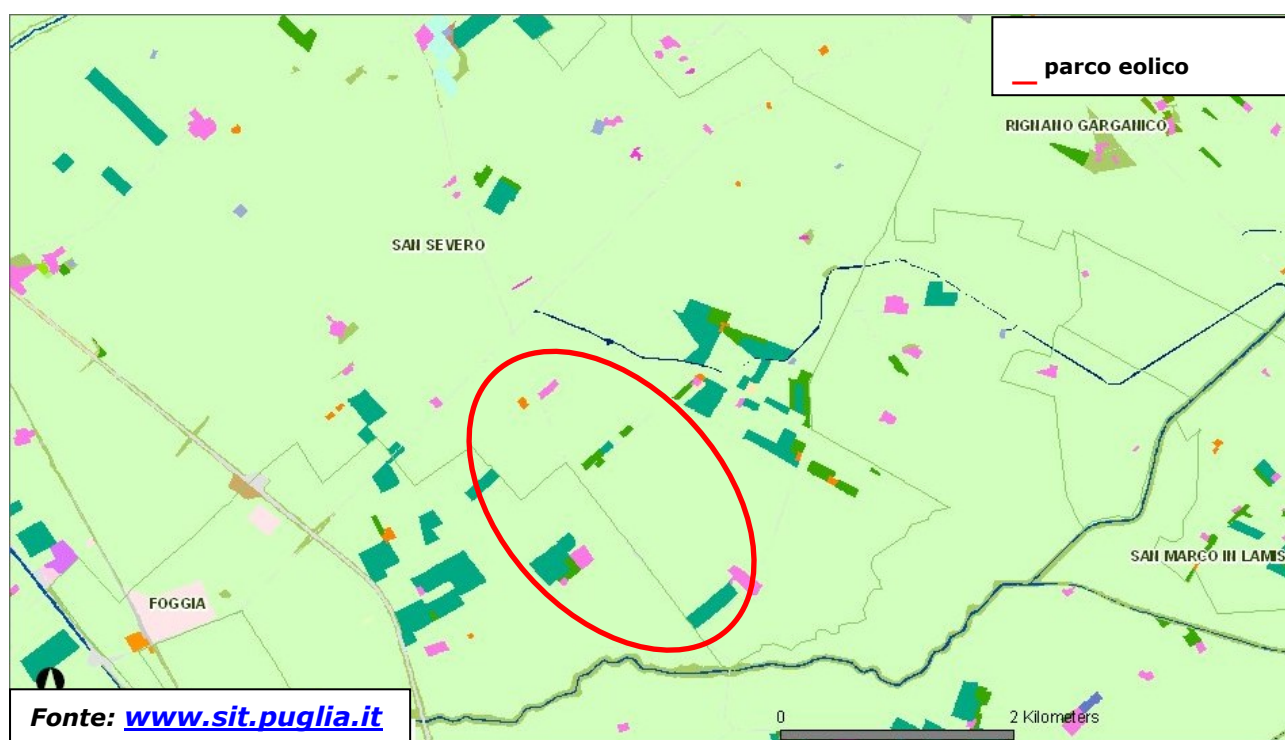 parco eolico
RIGNANO GARGANICO
SAN SEVERO
SAN MARCO IN LAMIS
FOGGIA
Fonte: www.sit.puglia.it
0
2 Kilometers